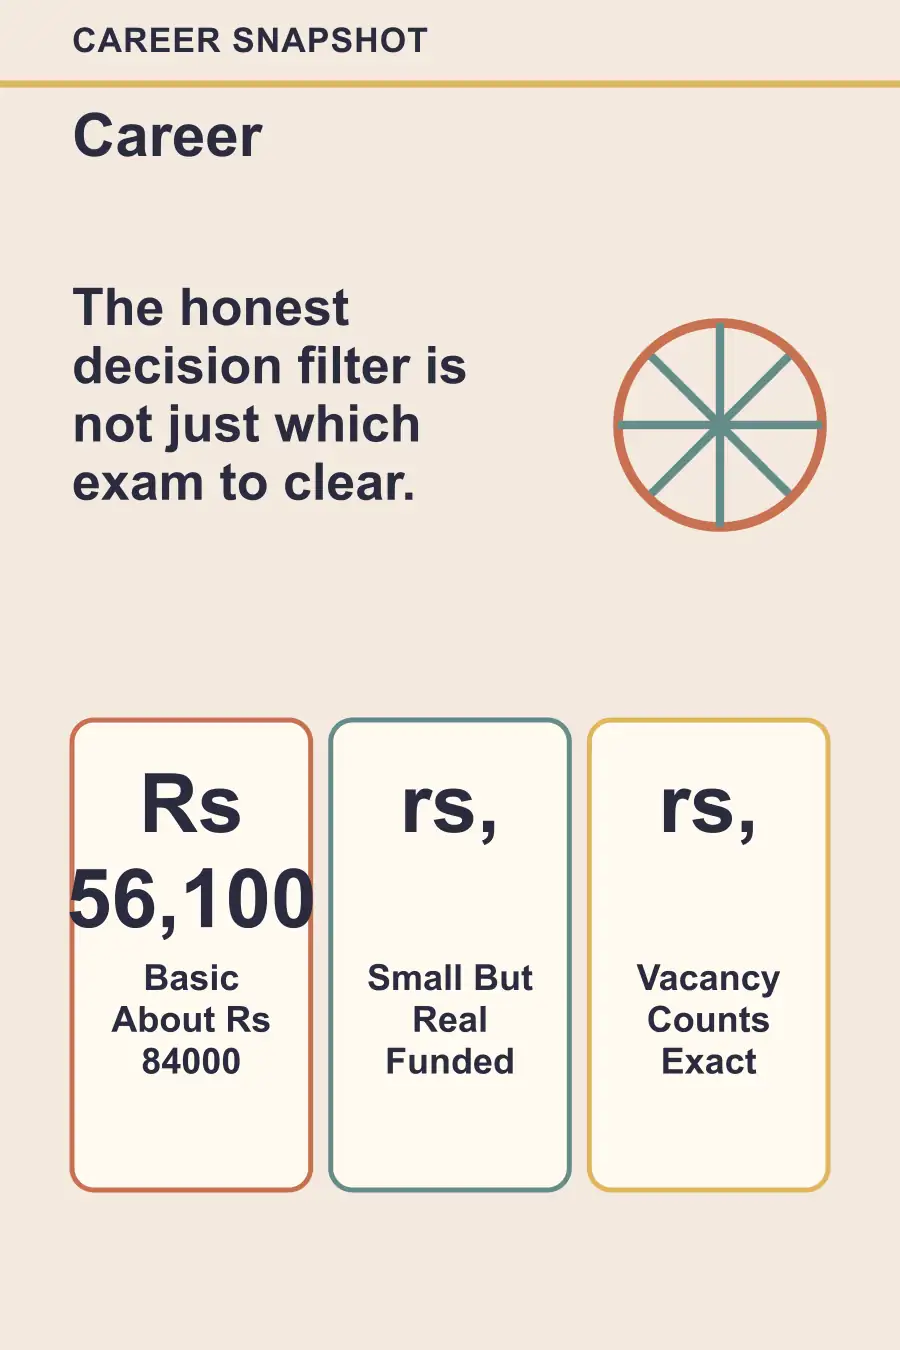 CAREER SNAPSHOT
Career
The honest
decision filter is
not just which
exam to clear.
Rs
56,100
Basic
About Rs
84000
rs,
Small But
Real
Funded
rs,
Vacancy
Counts
Exact